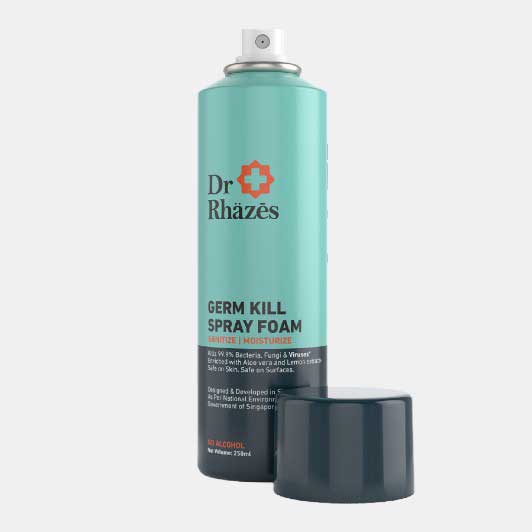 Dr
Rhäzēs
GERM KILL
SPRAY FOAM
SANITIZE | MOISTURIZE
Kills 99.9% Bacteria, Fungi & Viruses*
Enriched with Aloe vera and Lemon
Safe on Skin. Safe on Surfaces.
Designed & Developed in
As Per National
Government of Singapore
NO ALCOHOL
Net Volume: 250ml